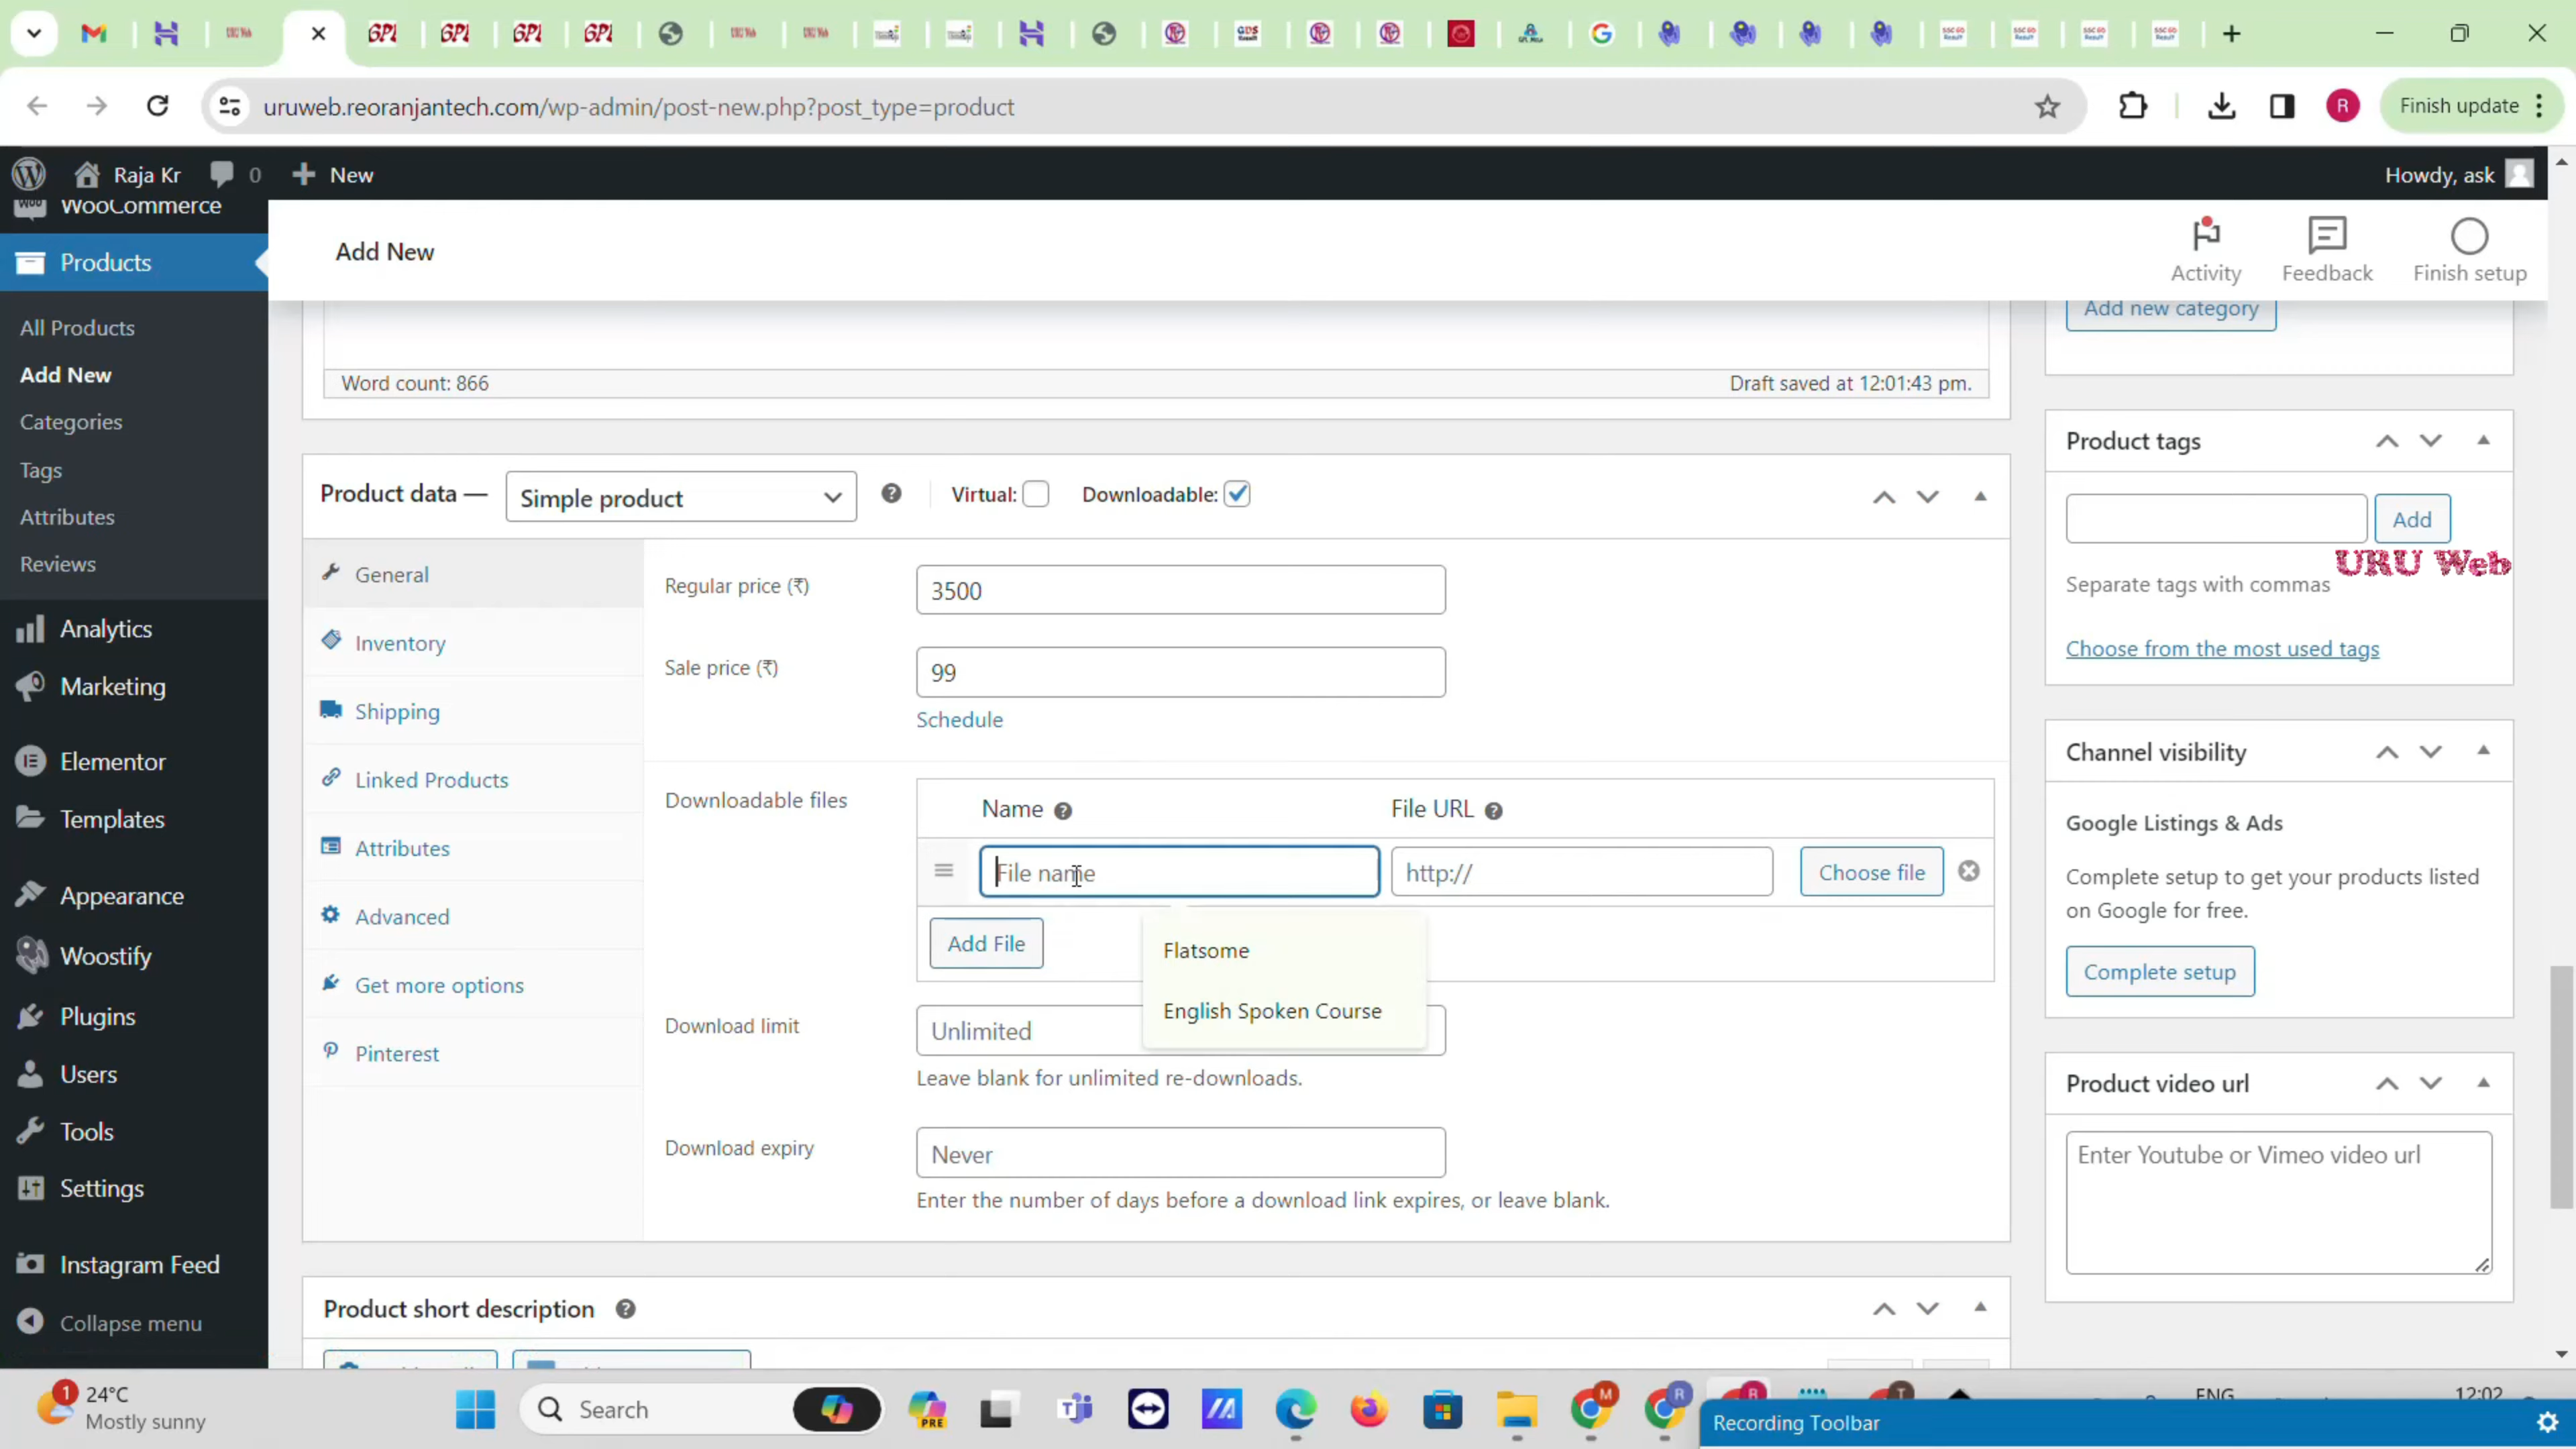 uruweb.reoranjantech.com/wp-admin/post-new.php?post_type=product
R
Finish update
Raja Kr
0
New
Howdy, ask
WooCommerce
Products
All Products
Add New
Categories
Tags
Attributes
Reviews
Analytics
Marketing
Elementor
Templates
Appearance
Woostify
Plugins
Users
Tools
Settings
Instagram Feed
Collapse menu
Add New
Activity
Feedback
Finish setup
Word count: 866
Draft saved at 12:01:43 pm.
Product data —
Simple product
Virtual:
Downloadable:
General
Inventory
Shipping
Linked Products
Attributes
Advanced
Get more options
Pinterest
Regular price (₹)
3500
Sale price (₹)
99
Schedule
Downloadable files
Name
File URL
File name
http://
Choose file
Add File
Flatsome
English Spoken Course
Download limit
Unlimited
Leave blank for unlimited re-downloads.
Download expiry
Never
Enter the number of days before a download link expires, or leave blank.
Product short description
Add new category
Product tags
Add
URU Web
Separate tags with commas
Choose from the most used tags
Channel visibility
Google Listings & Ads
Complete setup to get your products listed
on Google for free.
Complete setup
Product video url
Enter Youtube or Vimeo video url
1
24°C
Mostly sunny
Search
PRE
ENG
12:02
Recording Toolbar